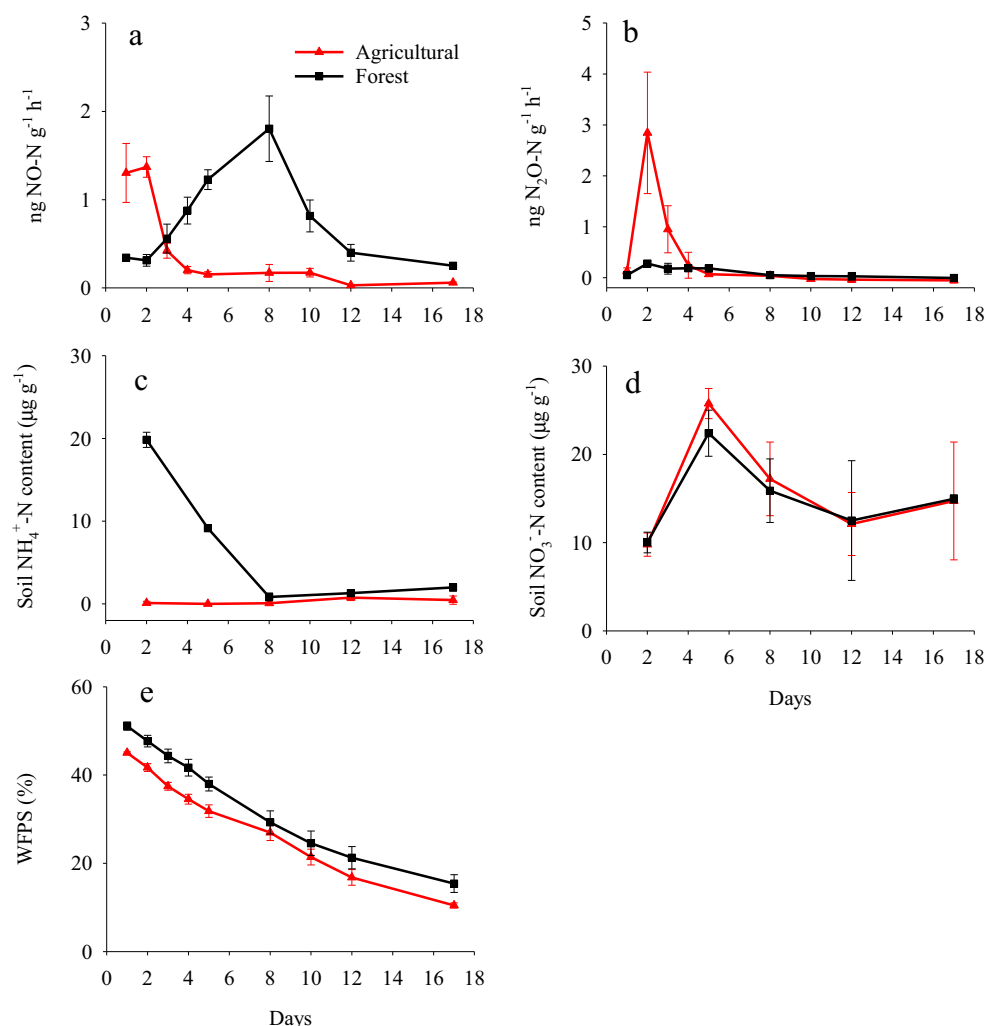 a
Agricultural
Forest
ng NO-N g⁻¹ h⁻¹
3
2
1
0
0 2 4 6 8 10 12 14 16 18
b
ng N₂O-N g⁻¹ h⁻¹
5
4
3
2
1
0
0 2 4 6 8 10 12 14 16 18
c
Soil NH₄⁺-N content (µg g⁻¹)
30
20
10
0
0 2 4 6 8 10 12 14 16 18
d
Soil NO₃⁻-N content (µg g⁻¹)
30
20
10
0
0 2 4 6 8 10 12 14 16 18
Days
e
WFPS (%)
60
40
20
0
0 2 4 6 8 10 12 14 16 18
Days